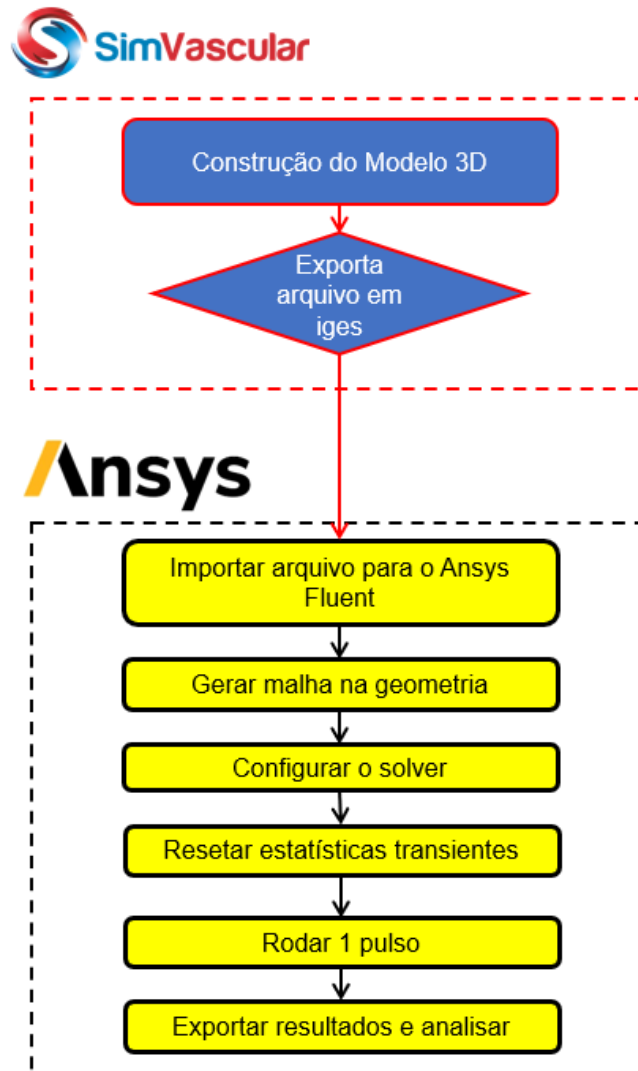 SimVascular
Construção do Modelo 3D
Exporta
arquivo em
iges
Ansys
Importar arquivo para o Ansys
Fluent
Gerar malha na geometria
Configurar o solver
Resetar estatísticas transientes
Rodar 1 pulso
Exportar resultados e analisar